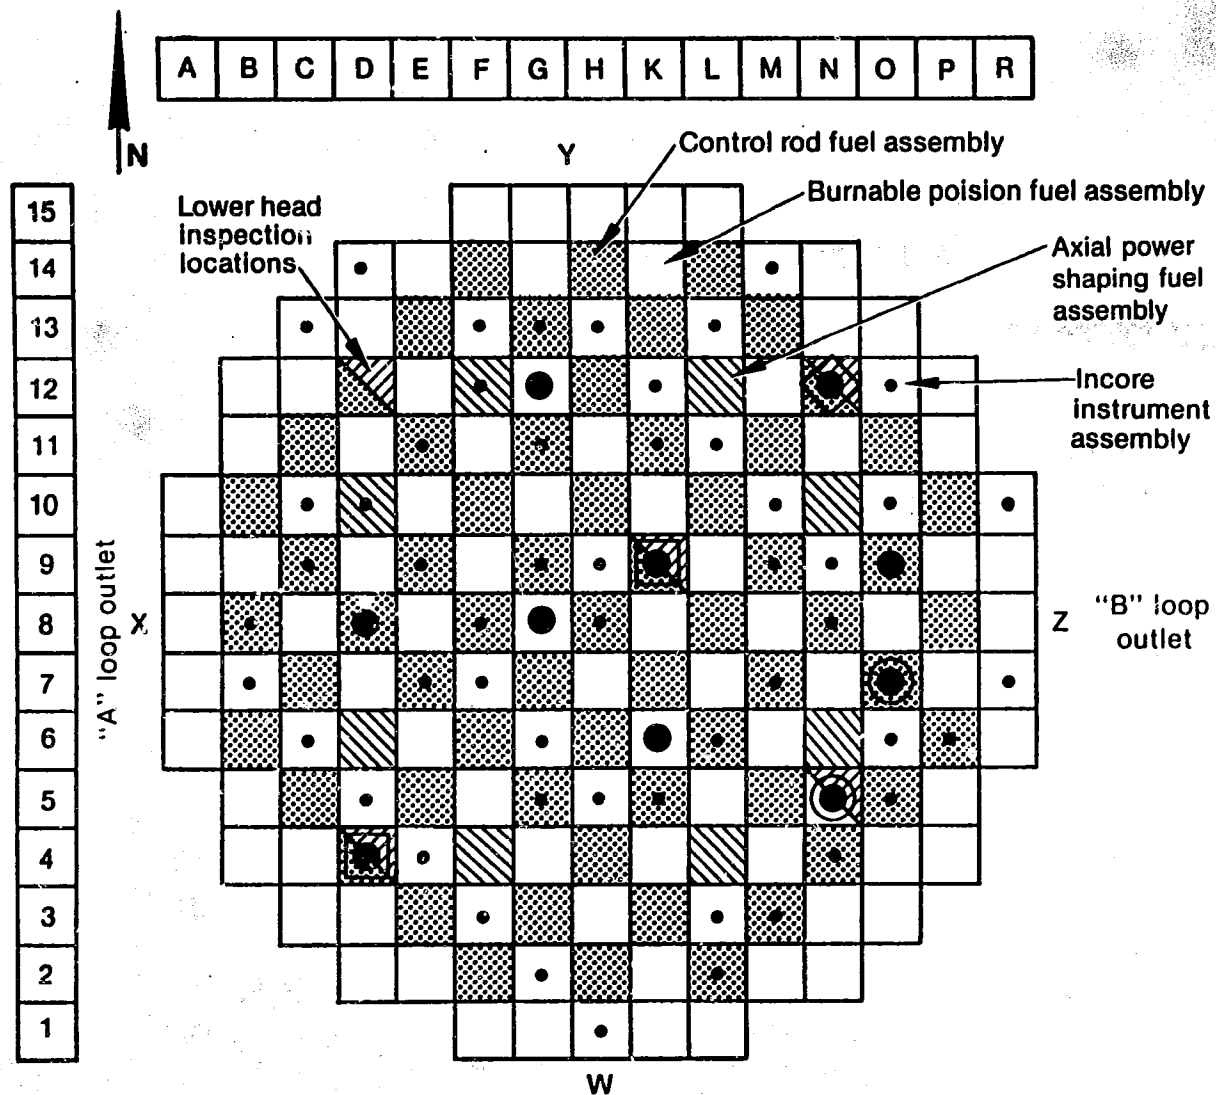 A B C D E F G H K L M N O P R
N
Y
Control rod fuel assembly
Burnable poision fuel assembly
Lower head
inspection
locations
Axial power
shaping fuel
assembly
Incore
instrument
assembly
15
14
13
12
11
10
9
8
7
6
5
4
3
2
1
"A" loop outlet
X
Z
"B" loop
outlet
W